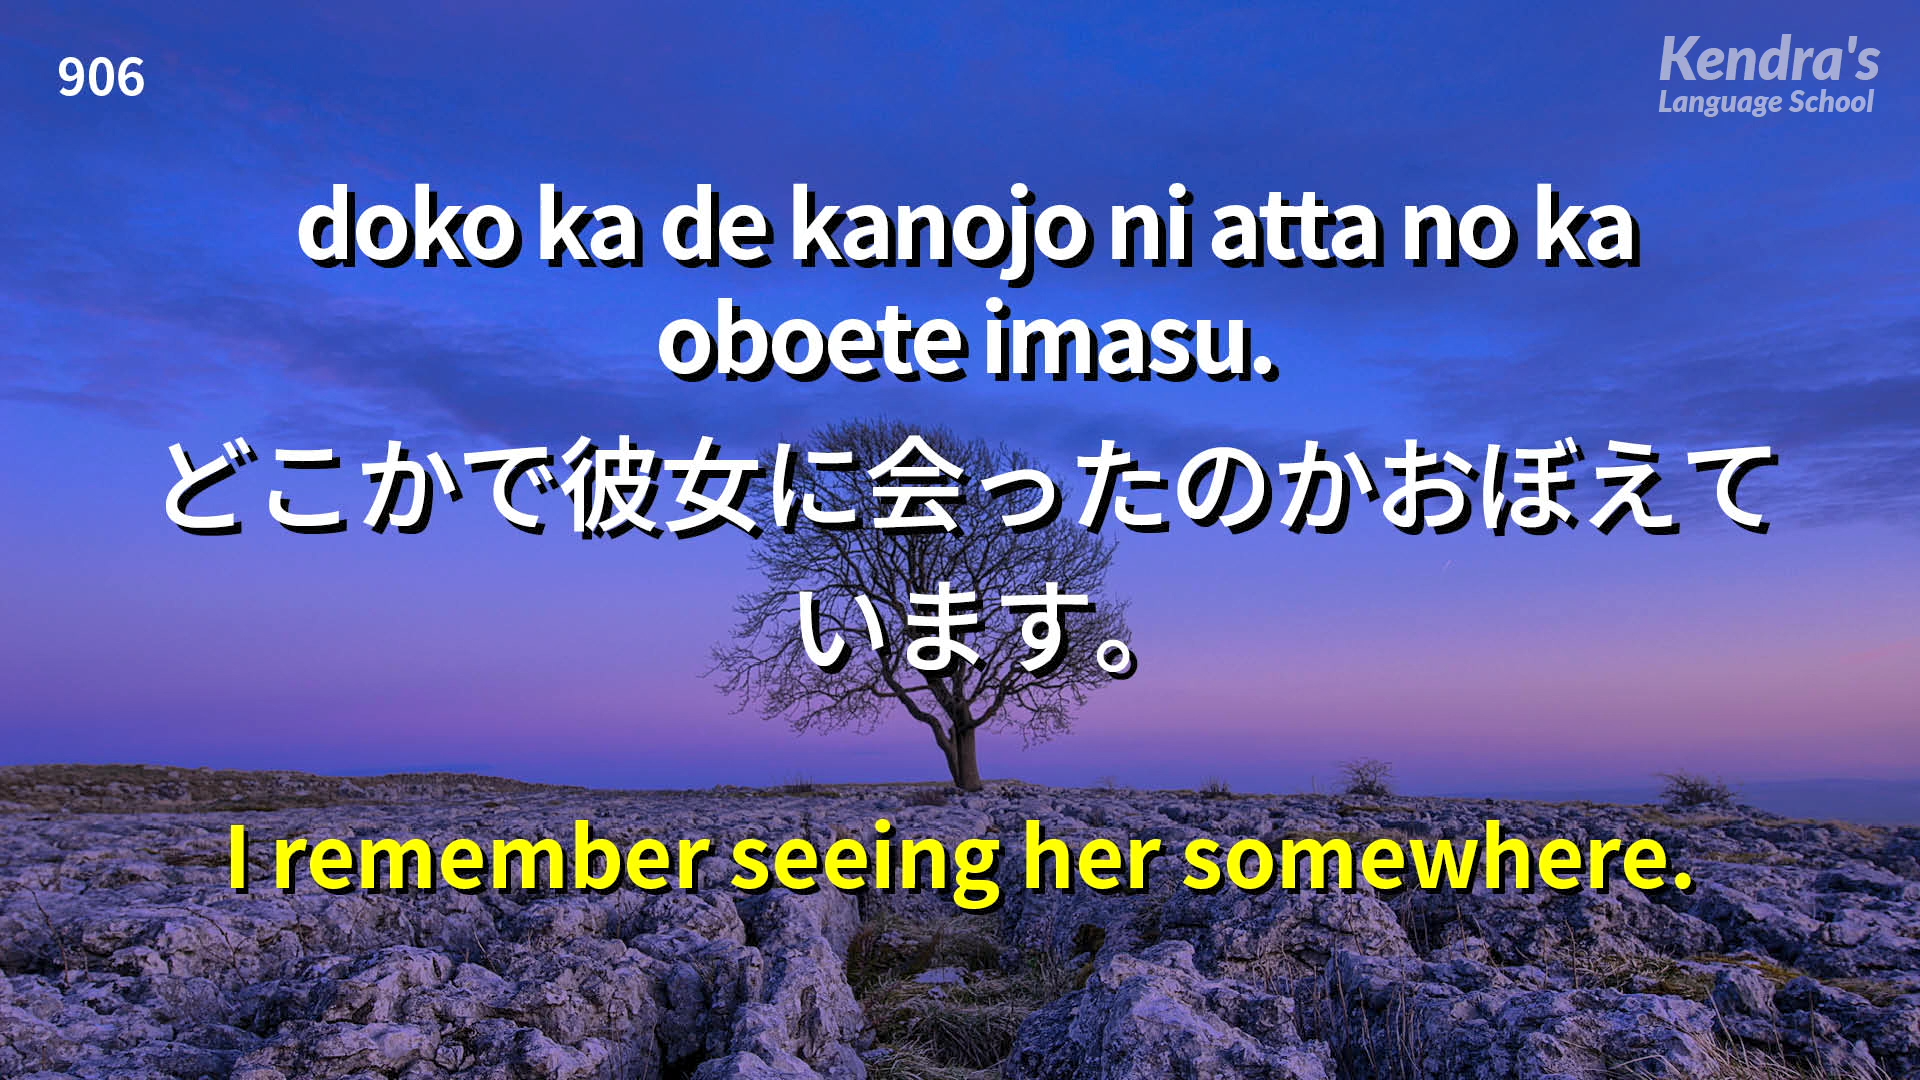 906
Kendra's
Language School
doko ka de kanojo ni atta no ka
oboete imasu.
どこかで彼女に会ったのかおぼえて
います。
I remember seeing her somewhere.